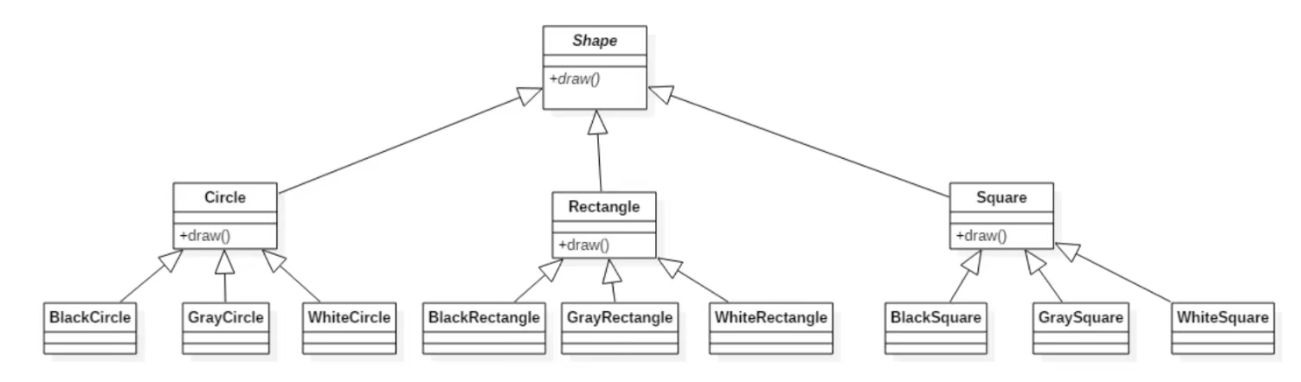 Shape
+draw()
Circle
+draw()
Rectangle
+draw()
Square
+draw()
BlackCircle
GrayCircle
WhiteCircle
BlackRectangle
GrayRectangle
WhiteRectangle
BlackSquare
GraySquare
WhiteSquare